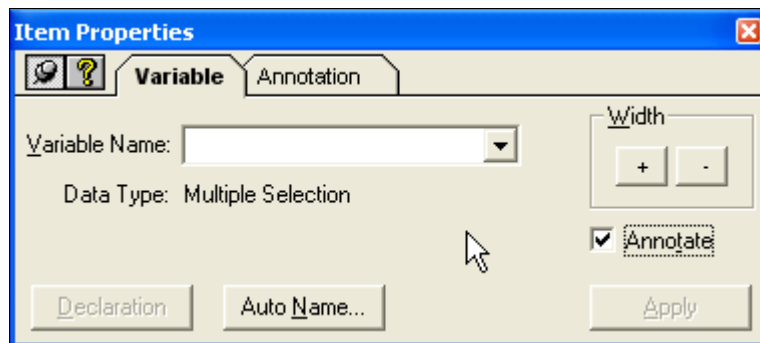 Item Properties
Variable Annotation
Variable Name:
Width
+ -
Data Type: Multiple Selection
Annotate
Declaration Auto Name... Apply